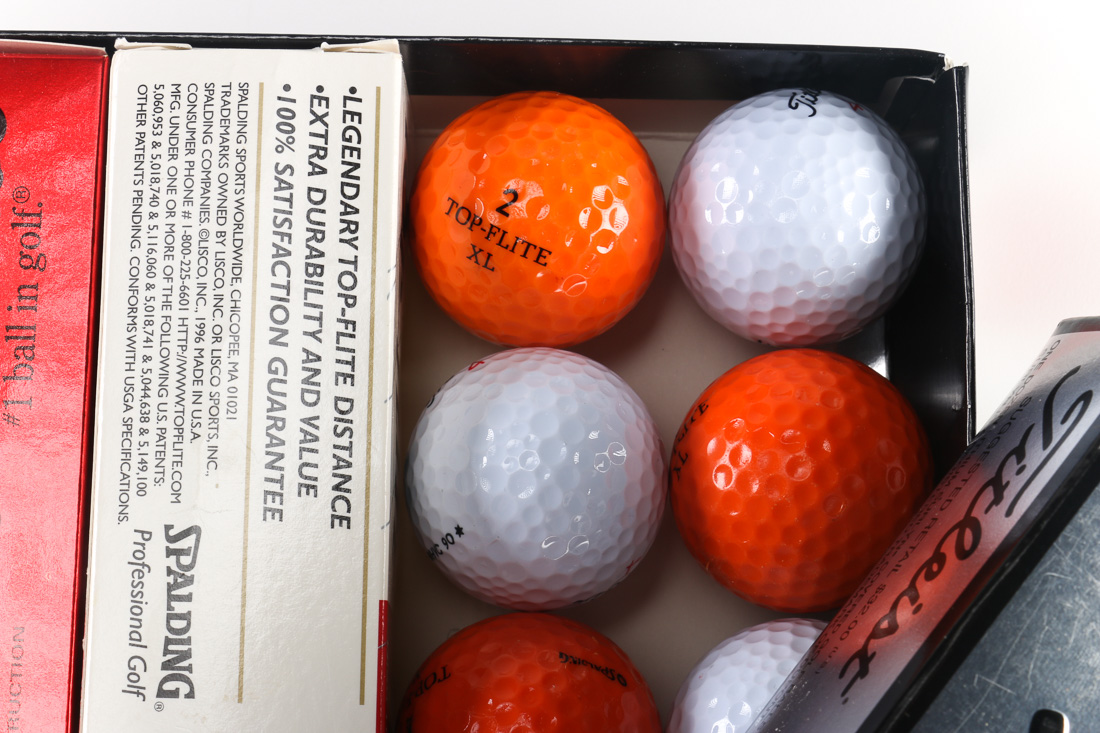 #1 Ball in Golf®
•LEGENDARY TOP-FLITE DISTANCE
•EXTRA DURABILITY AND VALUE
•100% SATISFACTION GUARANTEE
SPALDING SPORTS WORLDWIDE, CHICOPEE, MA 01021
TRADEMARKS OWNED BY LISCO, INC. OR LISCO SPORTS, INC.,
SPALDING COMPANIES ©LISCO, INC., 1996 MADE IN U.S.A.
CONSUMER PHONE # 1-800-225-6601 HTTP://WWW.TOPFLITE.COM
MFG. UNDER ONE OR MORE OF THE FOLLOWING U.S. PATENTS:
5,060,953 & 5,018,740 & 5,116,060 & 5,018,741 & 5,044,638 & 5,149,100
OTHER PATENTS PENDING. CONFORMS WITH USGA SPECIFICATIONS.
SPALDING®
Professional Golf
2
TOP-FLITE
XL
90
SPALDING
TOP
Titleist